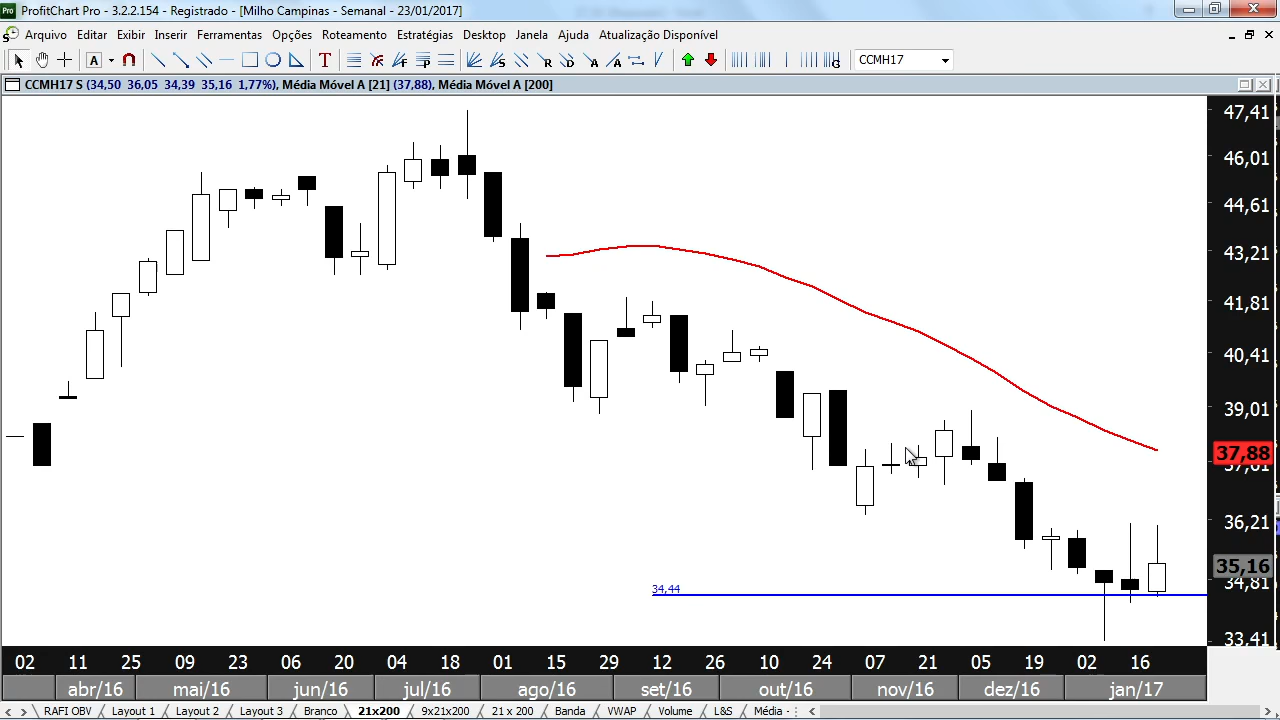 ProfitChart Pro - 3.2.2.154 - Registrado - [Milho Campinas - Semanal - 23/01/2017]
Arquivo Editar Exibir Inserir Ferramentas Opções Roteamento Estratégias Desktop Janela Ajuda Atualização Disponível
CCMH17
CCMH17 S (34,50 36,05 34,39 35,16 1,77%), Média Móvel A [21] (37,88), Média Móvel A [200]
47,41
46,01
44,61
43,21
41,81
40,41
39,01
37,88
36,21
35,16
34,81
34,44
33,41
02 11 25 09 23 06 20 04 18 01 15 29 12 26 10 24 07 21 05 19 02 16
abr/16 mai/16 jun/16 jul/16 ago/16 set/16 out/16 nov/16 dez/16 jan/17
RAFI OBV Layout 1 Layout 2 Layout 3 Branco 21x200 9x21x200 21 x 200 Banda VWAP Volume L&S Média -